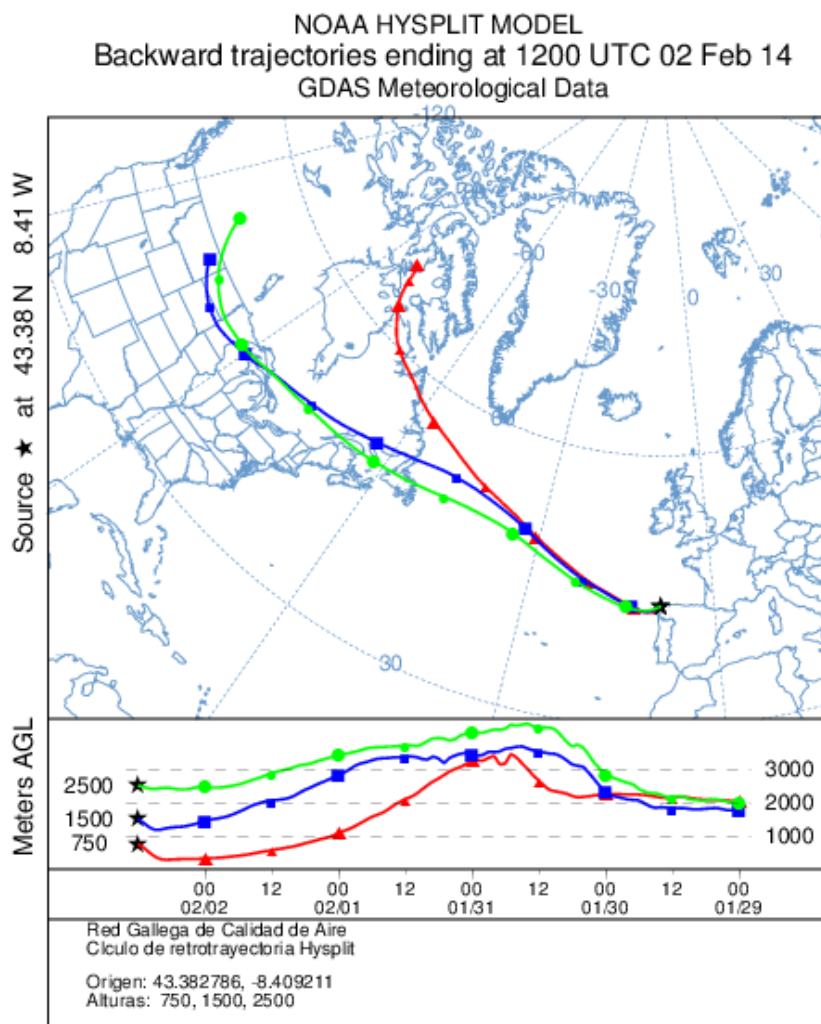 NOAA HYSPLIT MODEL
Backward trajectories ending at 1200 UTC 02 Feb 14
GDAS Meteorological Data
Source ★ at 43.38 N 8.41 W
-120
-60
-30
0
30
60
30
Meters AGL
2500
1500
750
3000
2000
1000
00 12 00 12 00 12 00 12 00
02/02 02/01 01/31 01/30 01/29
Red Gallega de Calidad de Aire
Clculo de retrotrayectoria Hysplit
Origen: 43.382786, -8.409211
Alturas: 750, 1500, 2500